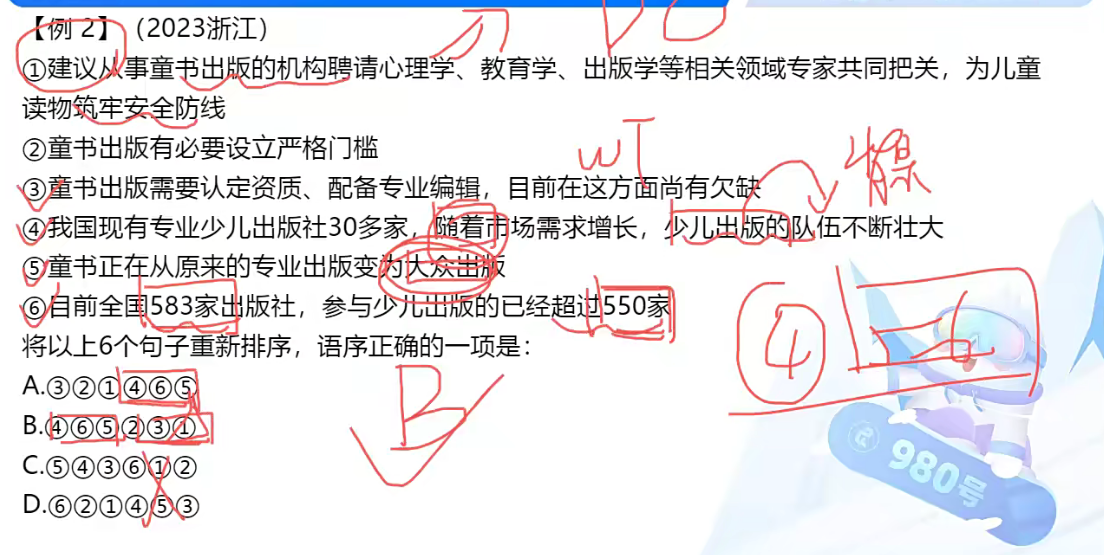 【例 2】(2023浙江)
①建议从事童书出版的机构聘请心理学、教育学、出版学等相关领域专家共同把关，为儿童
读物筑牢安全防线
②童书出版有必要设立严格门槛
③童书出版需要认定资质、配备专业编辑，目前在这方面尚有欠缺
④我国现有专业少儿出版社30多家，随着市场需求增长，少儿出版的队伍不断壮大
⑤童书正在从原来的专业出版变为大众出版
⑥目前全国583家出版社，参与少儿出版的已经超过550家
将以上6个句子重新排序，语序正确的一项是：
A.③②①④⑥⑤
B.④⑥⑤②③①
C.⑤④③⑥①②
D.⑥②①④⑤③
④
B
980号